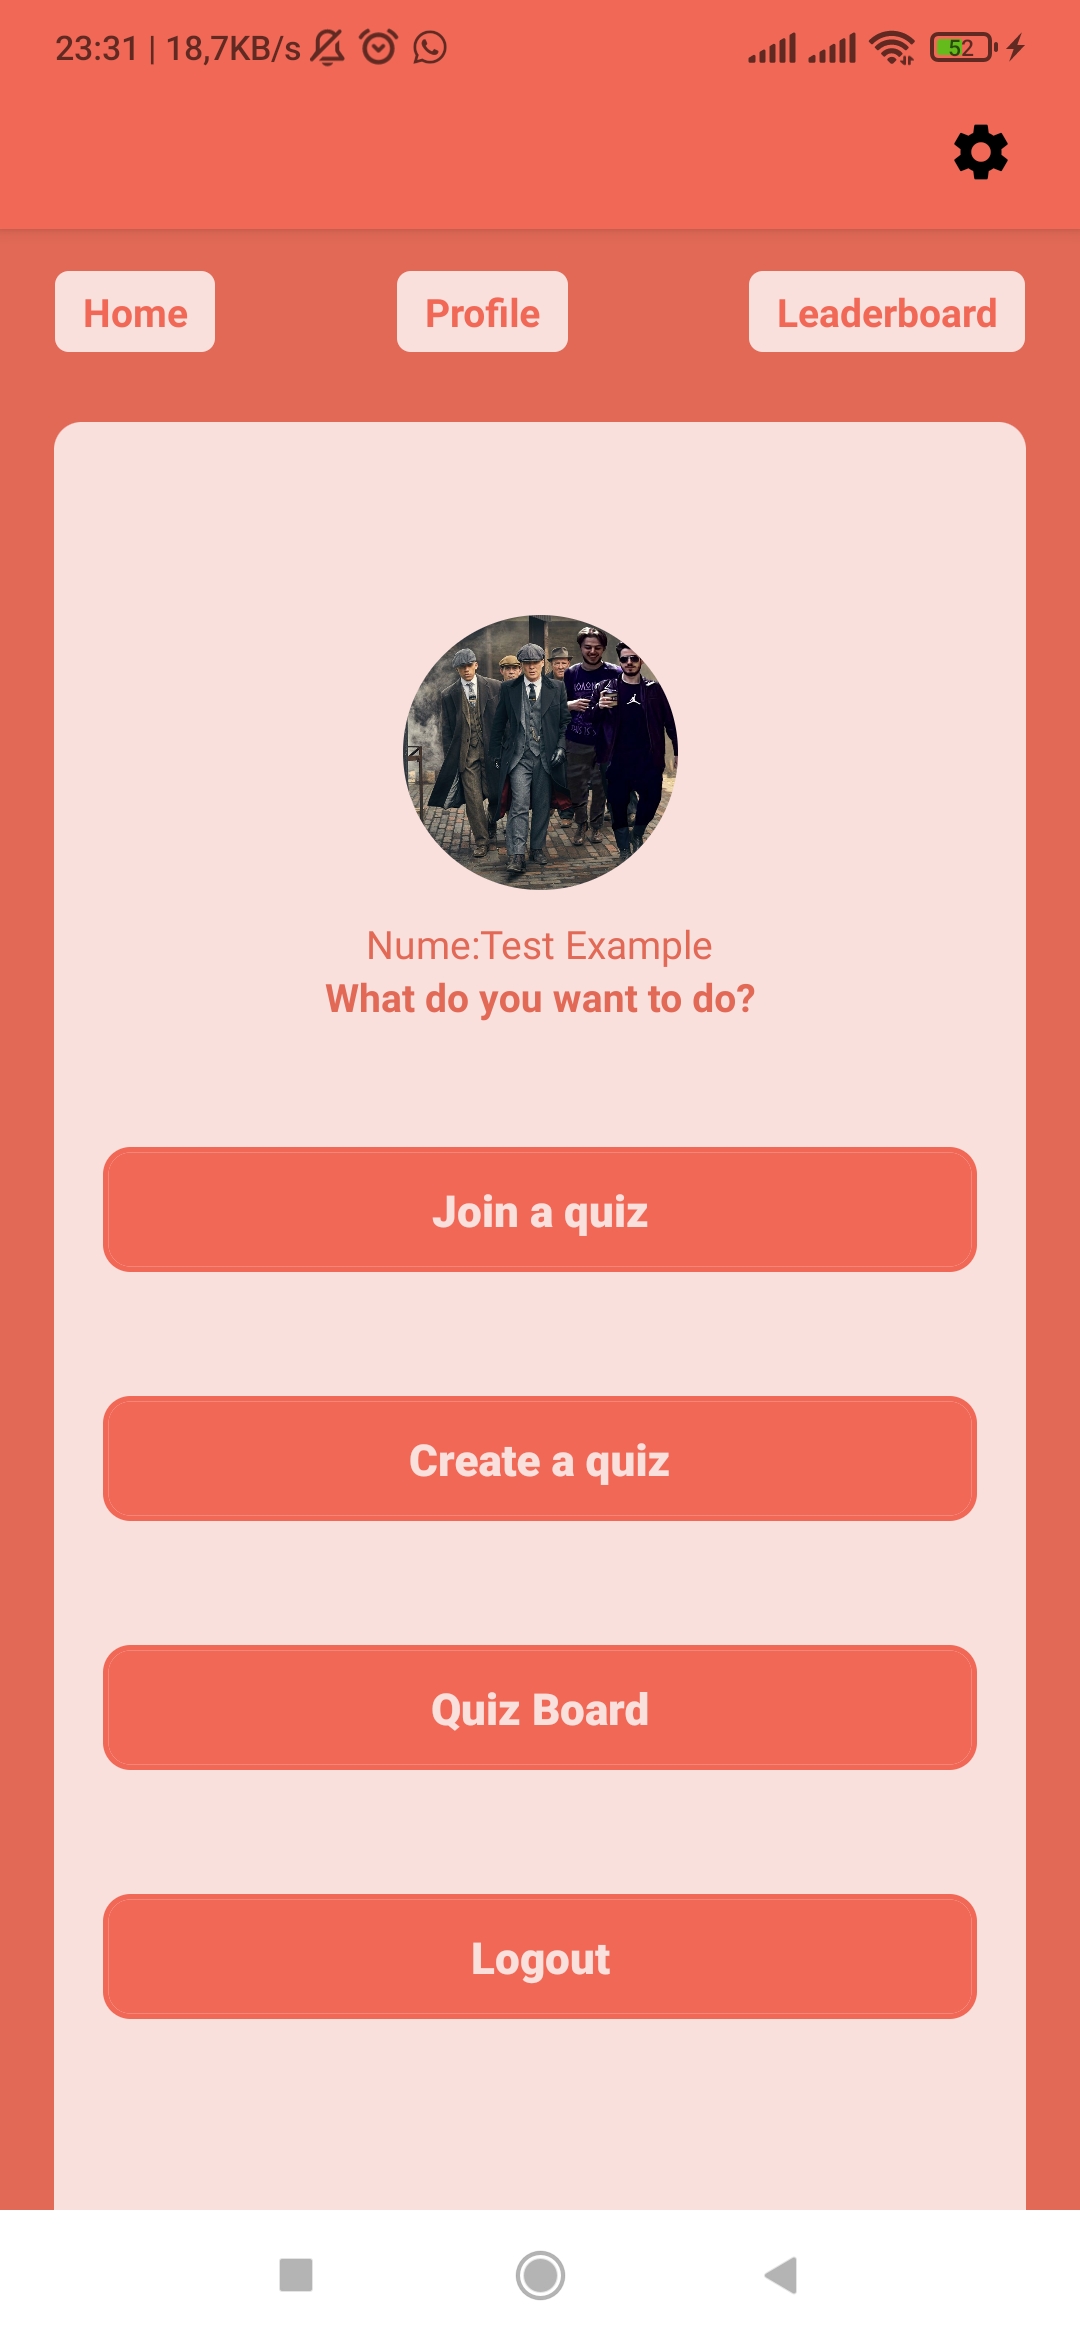 23:31 | 18,7KB/s 52
Home Profile Leaderboard
Nume:Test Example
What do you want to do?
Join a quiz
Create a quiz
Quiz Board
Logout